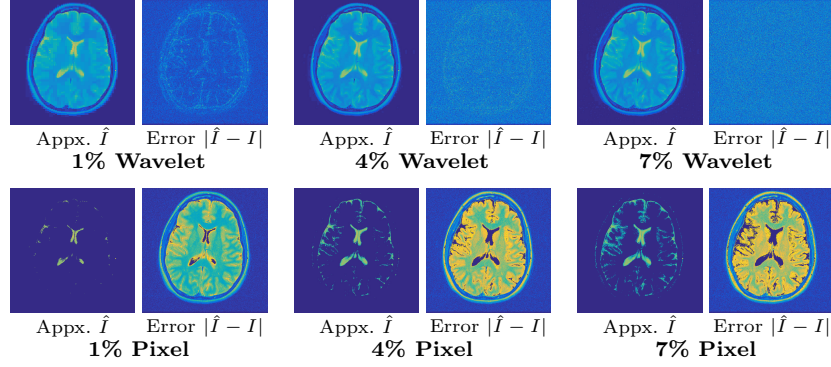 Appx. Î Error |Î − I| Appx. Î Error |Î − I| Appx. Î Error |Î − I|
1% Wavelet 4% Wavelet 7% Wavelet
Appx. Î Error |Î − I| Appx. Î Error |Î − I| Appx. Î Error |Î − I|
1% Pixel 4% Pixel 7% Pixel